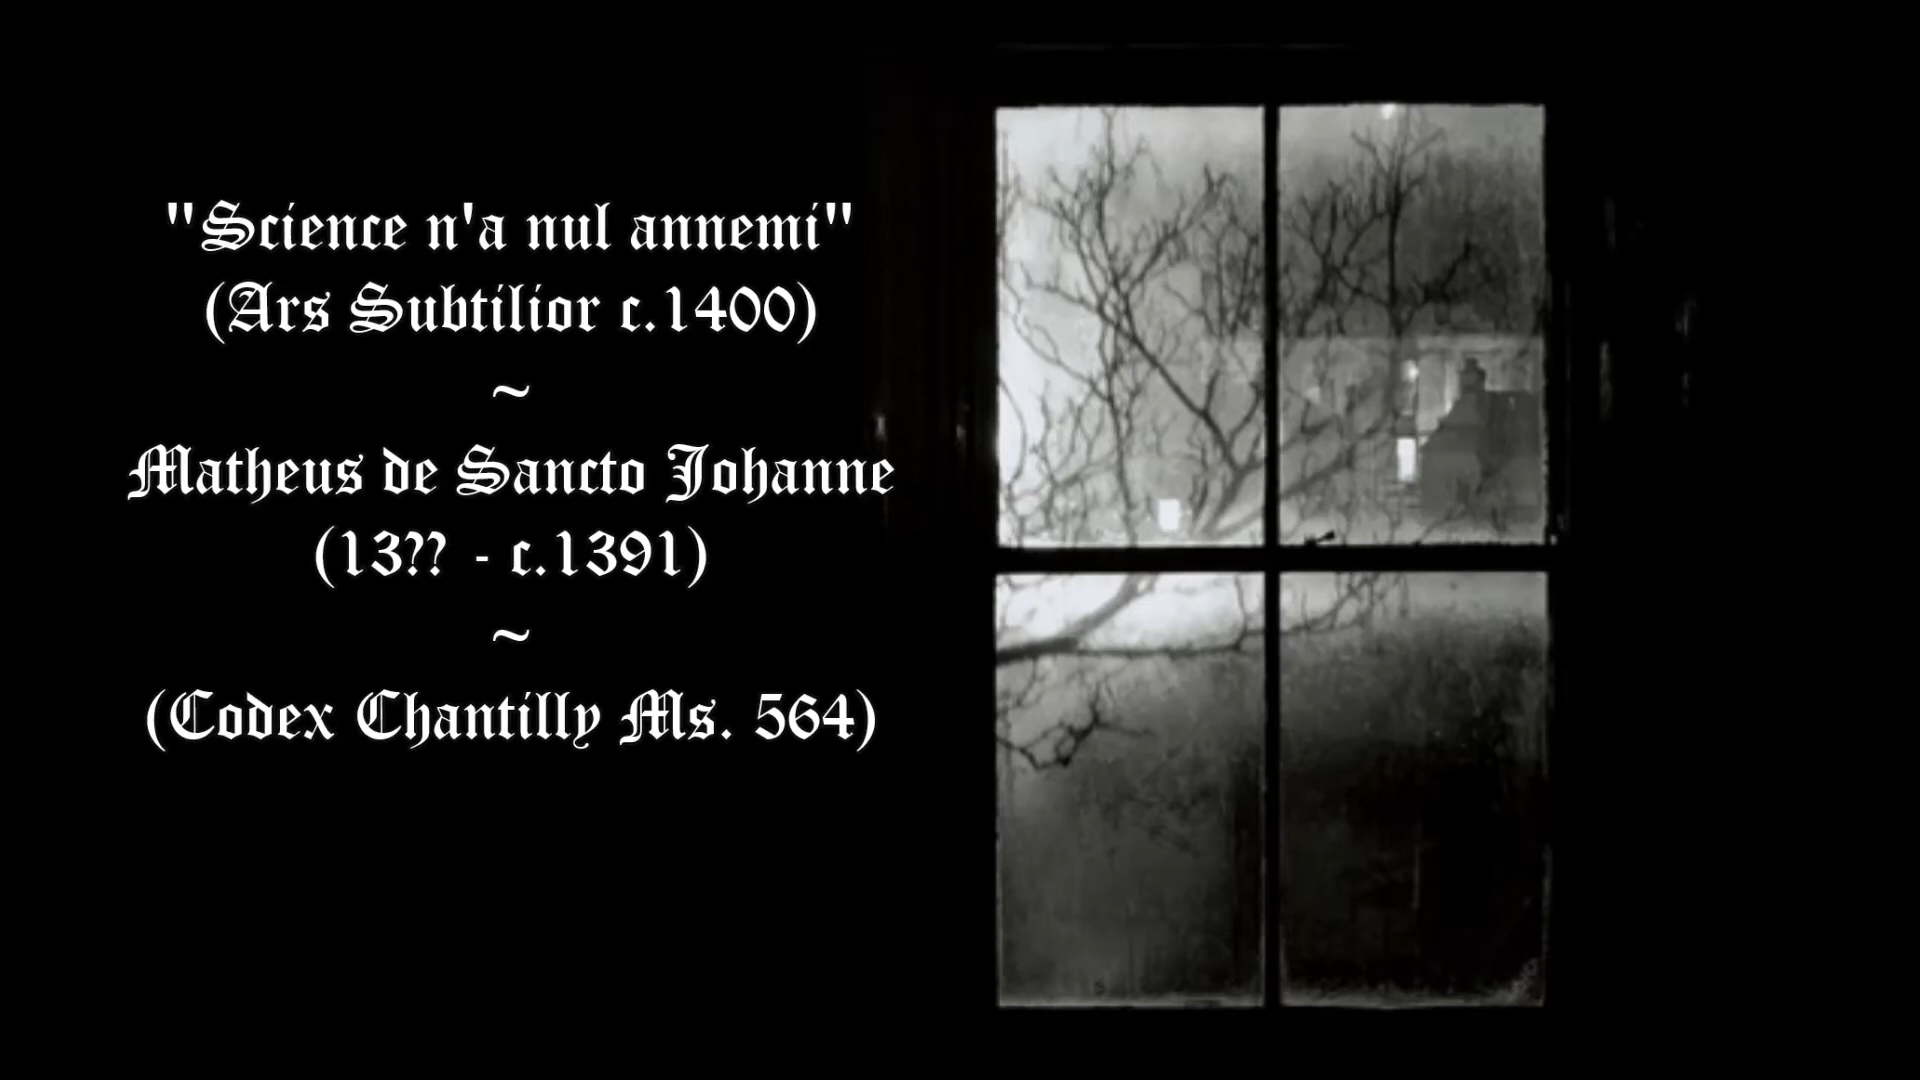 "Science n'a nul annemi"
(Ars Subtilior c.1400)
~
Matheus de Sancto Johanne
(13?? - c.1391)
~
(Codex Chantilly Ms. 564)